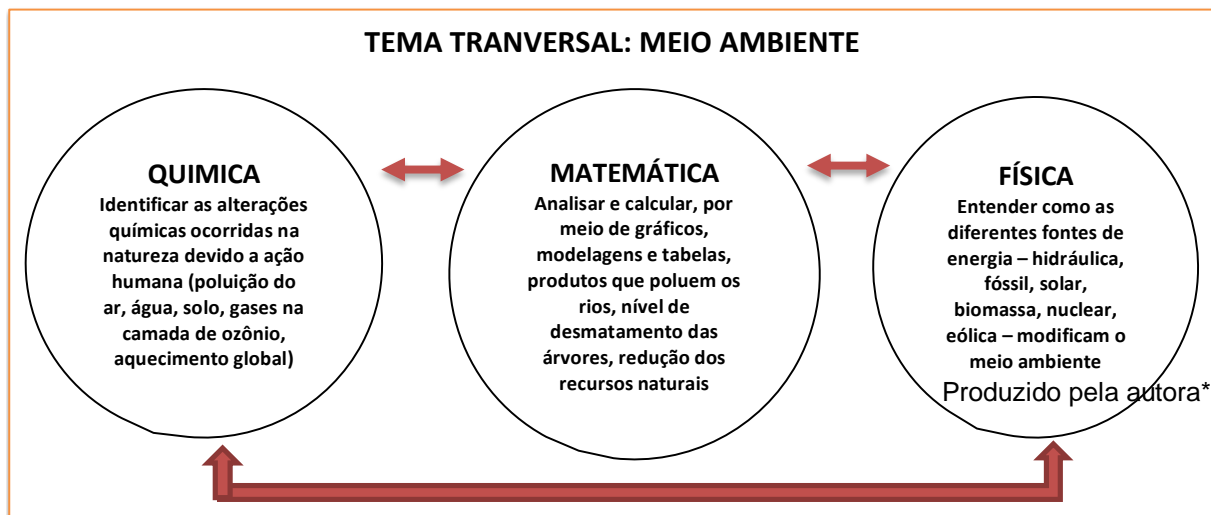 TEMA TRANVERSAL: MEIO AMBIENTE
QUIMICA
Identificar as alterações
químicas ocorridas na
natureza devido a ação
humana (poluição do
ar, água, solo, gases na
camada de ozônio,
aquecimento global)
MATEMÁTICA
Analisar e calcular, por
meio de gráficos,
modelagens e tabelas,
produtos que poluem os
rios, nível de
desmatamento das
árvores, redução dos
recursos naturais
FÍSICA
Entender como as
diferentes fontes de
energia – hidráulica,
fóssil, solar,
biomassa, nuclear,
eólica – modificam o
meio ambiente
Produzido pela autora*